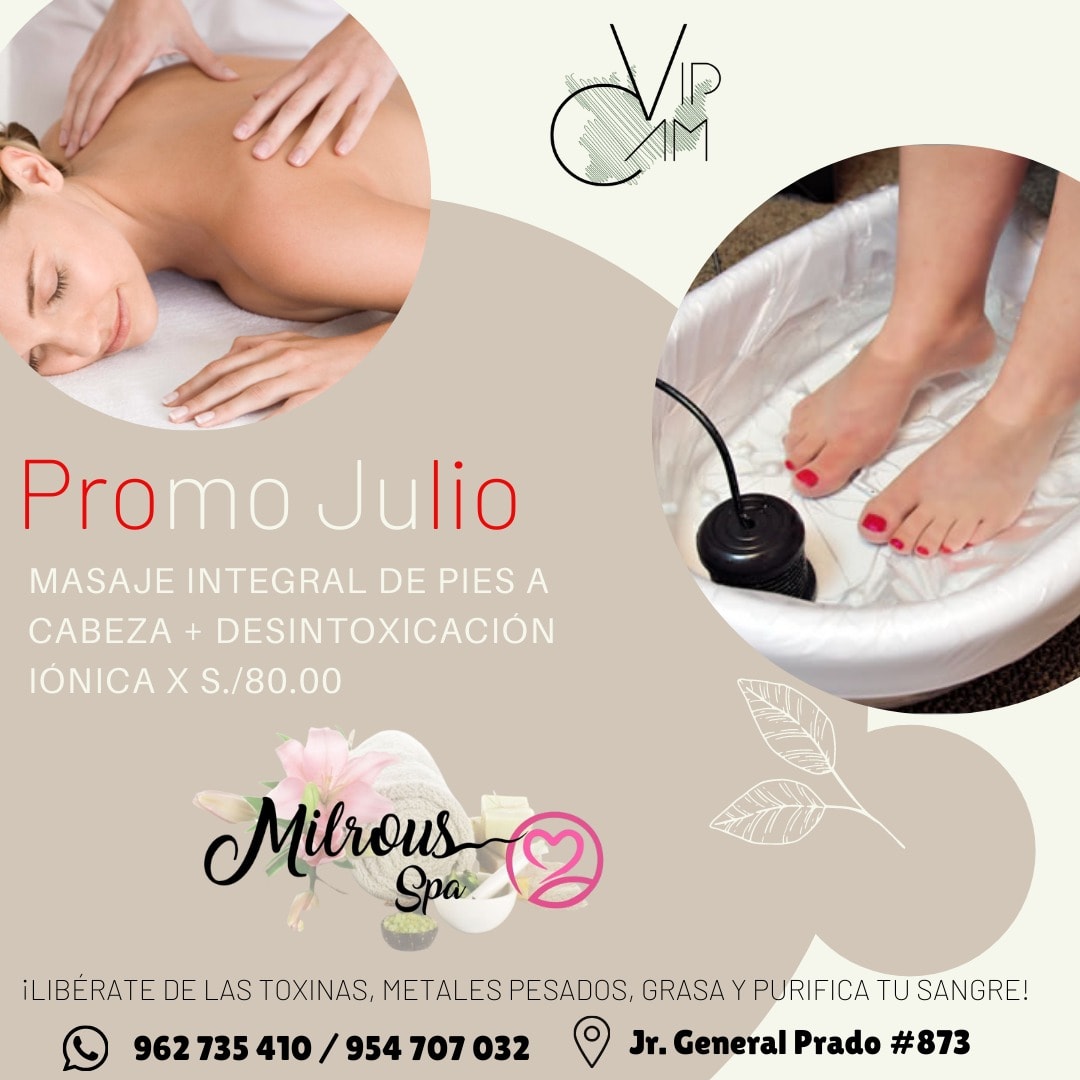 VIP
CAM
Promo Julio
MASAJE INTEGRAL DE PIES A
CABEZA + DESINTOXICACIÓN
IÓNICA X S./80.00
Milrous
Spa
¡LIBÉRATE DE LAS TOXINAS, METALES PESADOS, GRASA Y PURIFICA TU SANGRE!
962 735 410 / 954 707 032
Jr. General Prado #873